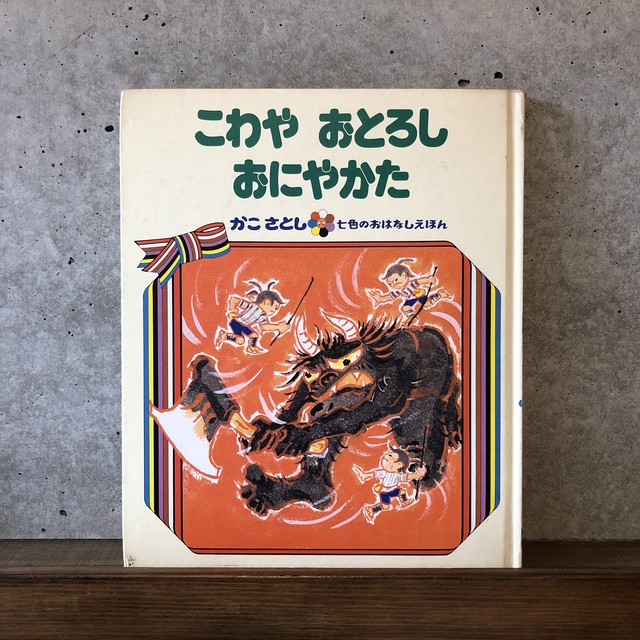 こわや おとろし
おにやかた
かこ さとし 七色のおはなしえほん